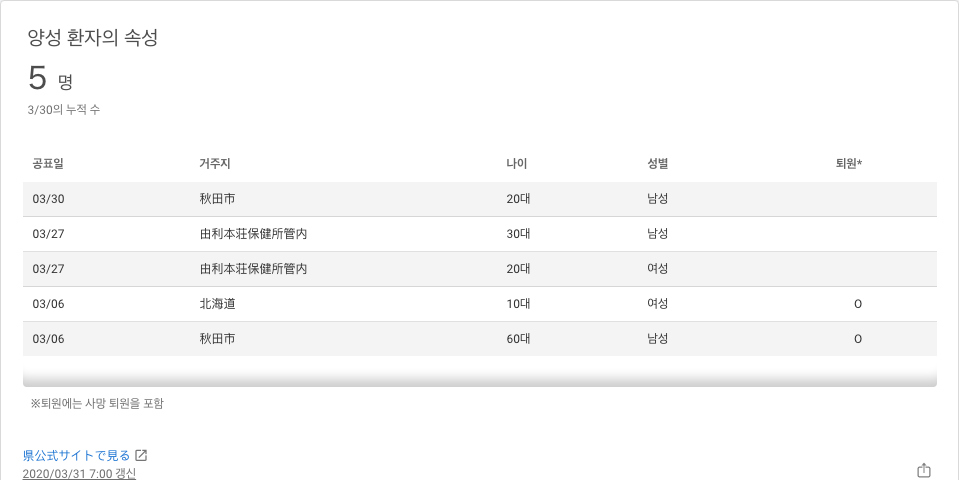 양성 환자의 속성
5 명
3/30의 누적 수
공표일 거주지 나이 성별 퇴원*
03/30 秋田市 20대 남성
03/27 由利本荘保健所管内 30대 남성
03/27 由利本荘保健所管内 20대 여성
03/06 北海道 10대 여성 O
03/06 秋田市 60대 남성 O
※퇴원에는 사망 퇴원을 포함
県公式サイトで見る
2020/03/31 7:00 갱신